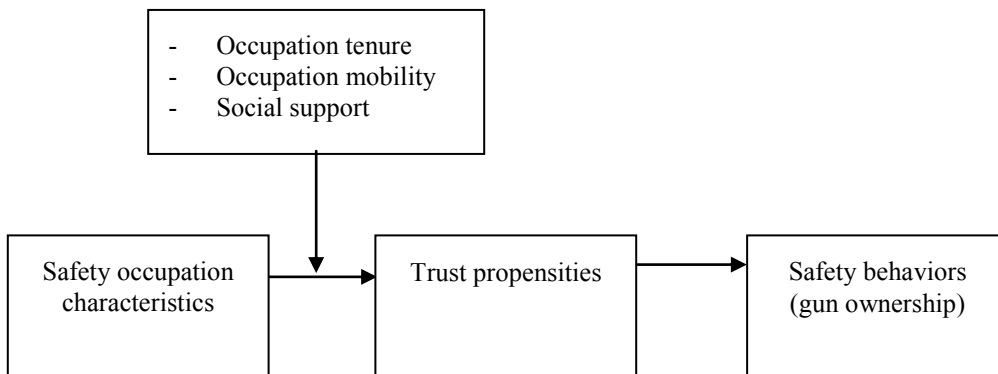 - Occupation tenure
- Occupation mobility
- Social support
Safety occupation
characteristics
Trust propensities
Safety behaviors
(gun ownership)